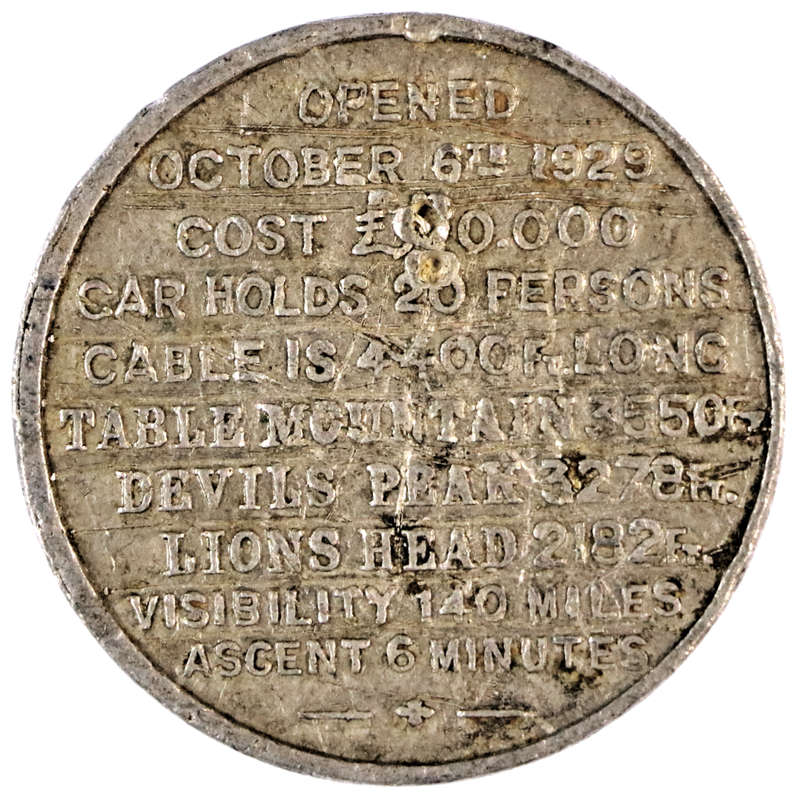 OPENED
OCTOBER 6TH 1929
COST
CAR HOLDS 20 PERSONS
CABLE IS 4400 FT. LONG
TABLE MOUNTAIN 3550 FT.
DEVILS PEAK 3278 FT.
LIONS HEAD 2182 FT.
VISIBILITY 140 MILES
ASCENT 6 MINUTES